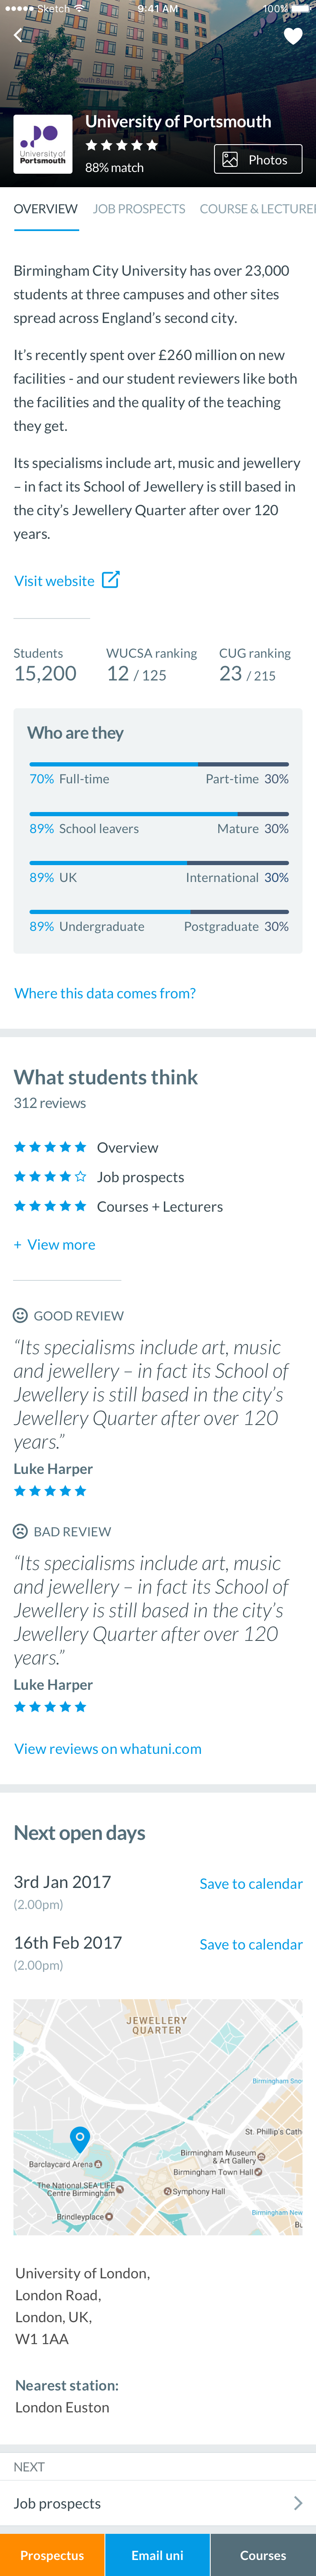 Sketch 9:41 AM 100%
University of Portsmouth
University of
Portsmouth
88% match
Photos
OVERVIEW JOB PROSPECTS COURSE & LECTURE
Birmingham City University has over 23,000
students at three campuses and other sites
spread across England's second city.
It's recently spent over £260 million on new
facilities - and our student reviewers like both
the facilities and the quality of the teaching
they get.
Its specialisms include art, music and jewellery
– in fact its School of Jewellery is still based in
the city's Jewellery Quarter after over 120
years.
Visit website
Students WUCSA ranking CUG ranking
15,200 12 / 125 23 / 215
Who are they
70% Full-time Part-time 30%
89% School leavers Mature 30%
89% UK International 30%
89% Undergraduate Postgraduate 30%
Where this data comes from?
What students think
312 reviews
Overview
Job prospects
Courses + Lecturers
+ View more
GOOD REVIEW
“Its specialisms include art, music
and jewellery – in fact its School of
Jewellery is still based in the city's
Jewellery Quarter after over 120
years.”
Luke Harper
BAD REVIEW
“Its specialisms include art, music
and jewellery – in fact its School of
Jewellery is still based in the city's
Jewellery Quarter after over 120
years.”
Luke Harper
View reviews on whatuni.com
Next open days
3rd Jan 2017 Save to calendar
(2.00pm)
16th Feb 2017 Save to calendar
(2.00pm)
JEWELLERY
QUARTER
Birmingham Sno
St. Phillip's Cath
Birmingham Museum
& Art Gallery
Barclaycard Arena
Birmingham Town Hall
The National SEA LIFE
Centre Birmingham
Symphony Hall
Birmingham New
Brindleyplace
Bu
University of London,
London Road,
London, UK,
W1 1AA
Nearest station:
London Euston
NEXT
Job prospects
Prospectus Email uni Courses